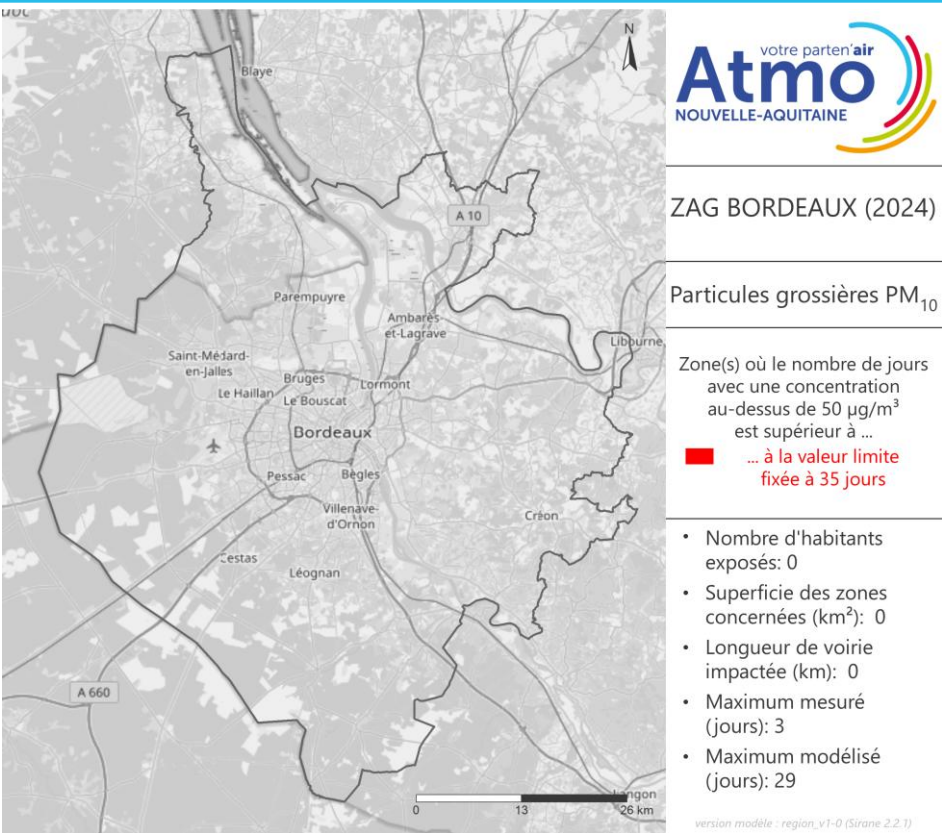 Blaye
N
A 10
Parempuyre
Ambarès-
et-Lagrave
Libourne
Saint-Médard-
en-Jalles
Bruges
Lormont
Le Haillan
Le Bouscat
Bordeaux
Pessac
Bègles
Villenave-
d'Ornon
Créon
Cestas
Léognan
A 660
Langon
0
13
26 km
votre parten'air
Atmo
NOUVELLE-AQUITAINE
ZAG BORDEAUX (2024)
Particules grossières PM₁₀
Zone(s) où le nombre de jours
avec une concentration
au-dessus de 50 µg/m³
est supérieur à ...
... à la valeur limite
fixée à 35 jours
• Nombre d'habitants
exposés: 0
• Superficie des zones
concernées (km²): 0
• Longueur de voirie
impactée (km): 0
• Maximum mesuré
(jours): 3
• Maximum modélisé
(jours): 29
version modèle : region_v1-0 (Sirane 2.2.1)